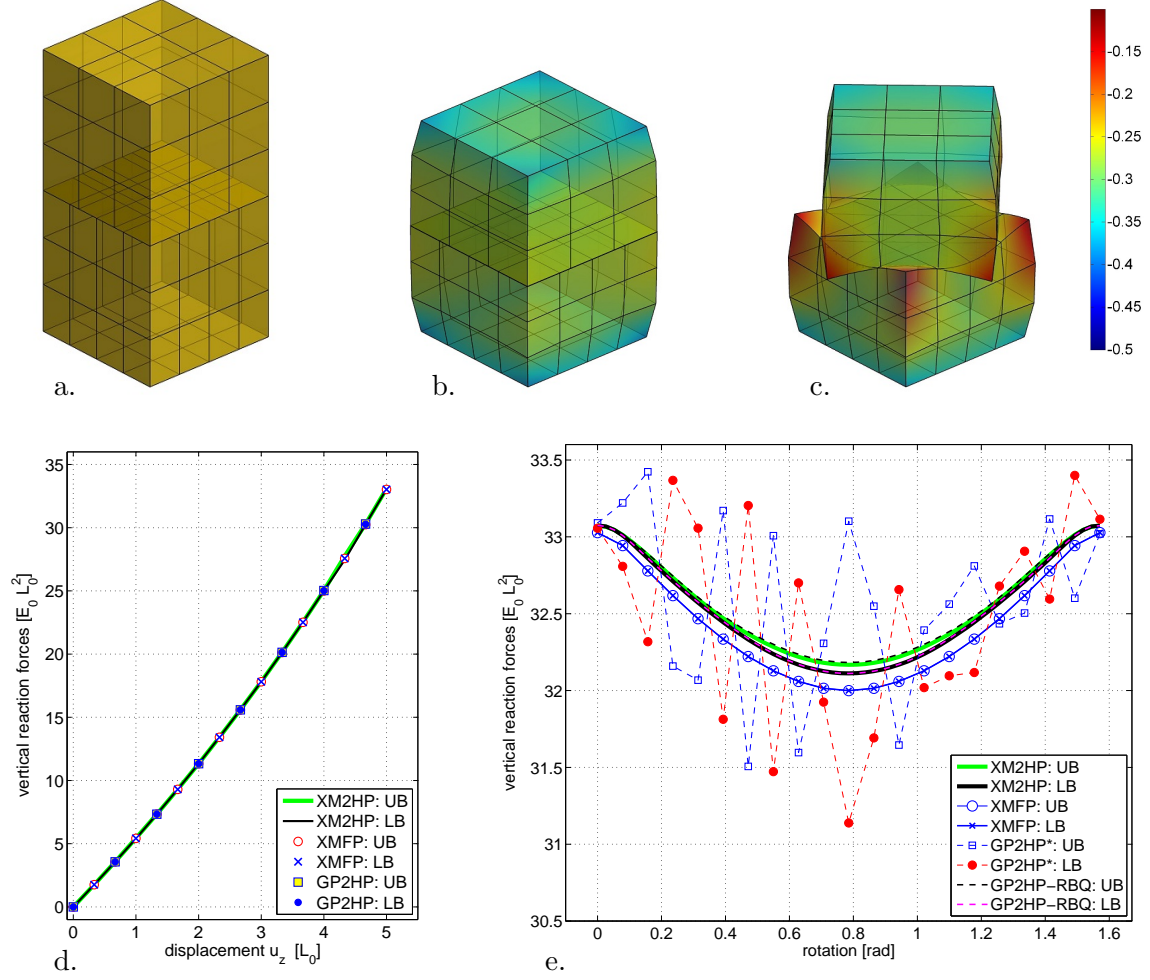 -0.15
-0.2
-0.25
-0.3
-0.35
-0.4
-0.45
-0.5
a.
b.
c.
35
30
25
20
15
10
5
0
vertical reaction forces [E₀ L₀²]
XM2HP: UB
XM2HP: LB
XMFP: UB
XMFP: LB
GP2HP: UB
GP2HP: LB
0 1 2 3 4 5
displacement u_z [L₀]
d.
33.5
33
32.5
32
31.5
31
30.5
vertical reaction forces [E₀ L₀²]
XM2HP: UB
XM2HP: LB
XMFP: UB
XMFP: LB
GP2HP*: UB
GP2HP*: LB
GP2HP−RBQ: UB
GP2HP−RBQ: LB
0 0.2 0.4 0.6 0.8 1 1.2 1.4 1.6
rotation [rad]
e.